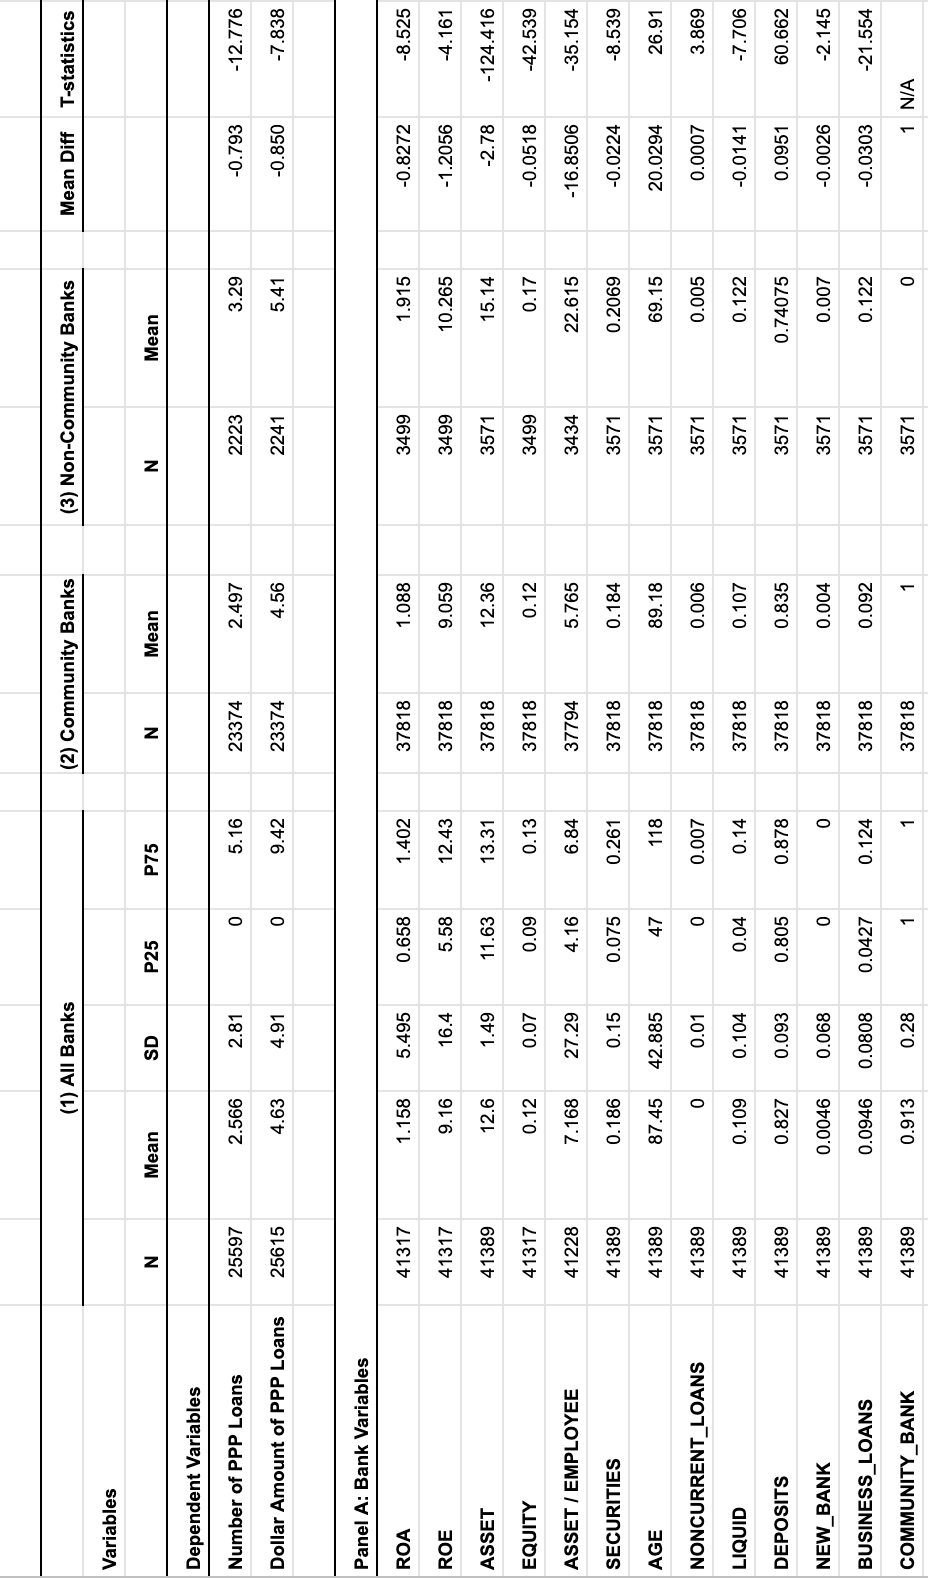 (1) All Banks (2) Community Banks (3) Non-Community Banks Mean Diff T-statistics
Variables
N Mean SD P25 P75 N Mean N Mean
Dependent Variables
Number of PPP Loans 25597 2.566 2.81 0 5.16 23374 2.497 2223 3.29 -0.793 -12.776
Dollar Amount of PPP Loans 25615 4.63 4.91 0 9.42 23374 4.56 2241 5.41 -0.850 -7.838
Panel A: Bank Variables
ROA 41317 1.158 5.495 0.658 1.402 37818 1.088 3499 1.915 -0.8272 -8.525
ROE 41317 9.16 16.4 5.58 12.43 37818 9.059 3499 10.265 -1.2056 -4.161
ASSET 41389 12.6 1.49 11.63 13.31 37818 12.36 3571 15.14 -2.78 -124.416
EQUITY 41317 0.12 0.07 0.09 0.13 37818 0.12 3499 0.17 -0.0518 -42.539
ASSET / EMPLOYEE 41228 7.168 27.29 4.16 6.84 37794 5.765 3434 22.615 -16.8506 -35.154
SECURITIES 41389 0.186 0.15 0.075 0.261 37818 0.184 3571 0.2069 -0.0224 -8.539
AGE 41389 87.45 42.885 47 118 37818 89.18 3571 69.15 20.0294 26.91
NONCURRENT_LOANS 41389 0 0.01 0 0.007 37818 0.006 3571 0.005 0.0007 3.869
LIQUID 41389 0.109 0.104 0.04 0.14 37818 0.107 3571 0.122 -0.0141 -7.706
DEPOSITS 41389 0.827 0.093 0.805 0.878 37818 0.835 3571 0.74075 0.0951 60.662
NEW_BANK 41389 0.0046 0.068 0 0 37818 0.004 3571 0.007 -0.0026 -2.145
BUSINESS_LOANS 41389 0.0946 0.0808 0.0427 0.124 37818 0.092 3571 0.122 -0.0303 -21.554
COMMUNITY_BANK 41389 0.913 0.28 1 1 37818 1 3571 0 1 N/A